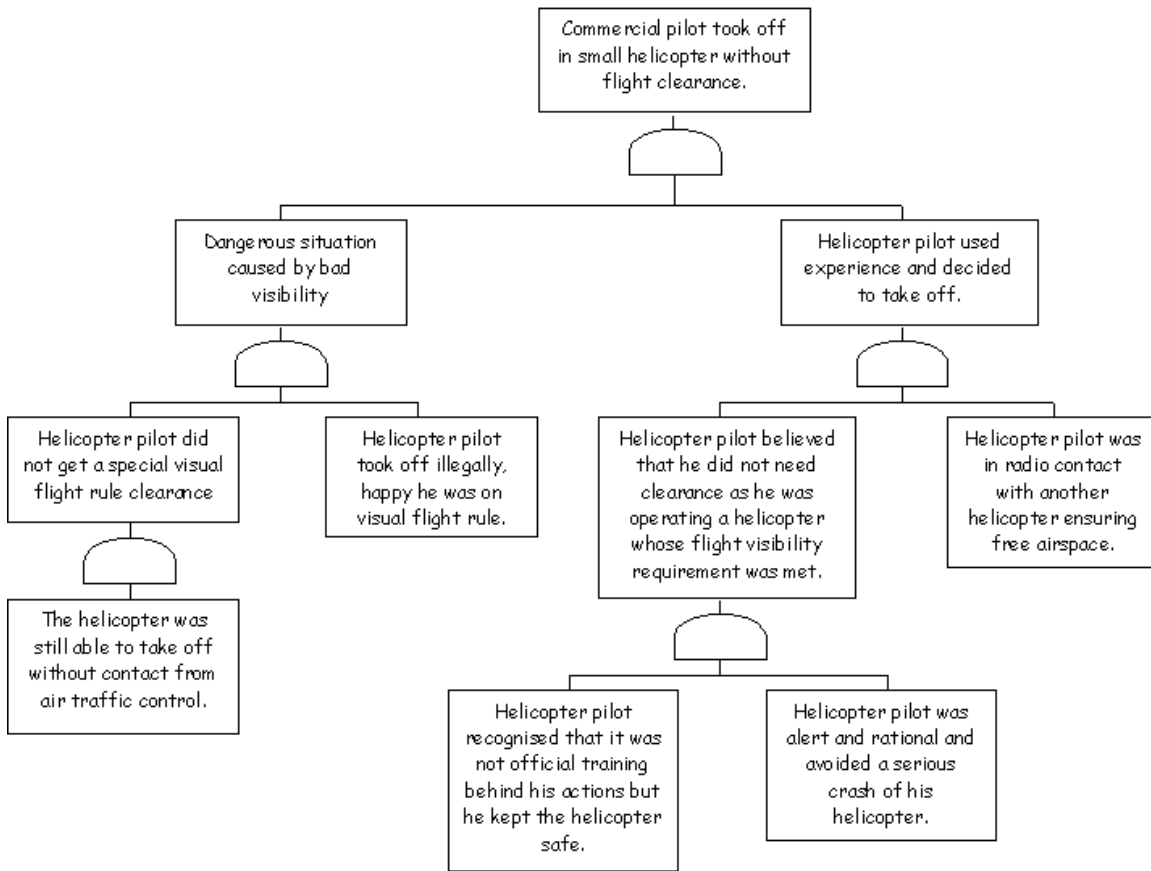 Commercial pilot took off
in small helicopter without
flight clearance.
Dangerous situation
caused by bad
visibility
Helicopter pilot used
experience and decided
to take off.
Helicopter pilot did
not get a special visual
flight rule clearance
Helicopter pilot
took off illegally,
happy he was on
visual flight rule.
Helicopter pilot believed
that he did not need
clearance as he was
operating a helicopter
whose flight visibility
requirement was met.
Helicopter pilot was
in radio contact
with another
helicopter ensuring
free airspace.
The helicopter was
still able to take off
without contact from
air traffic control.
Helicopter pilot
recognised that it was
not official training
behind his actions but
he kept the helicopter
safe.
Helicopter pilot was
alert and rational and
avoided a serious
crash of his
helicopter.